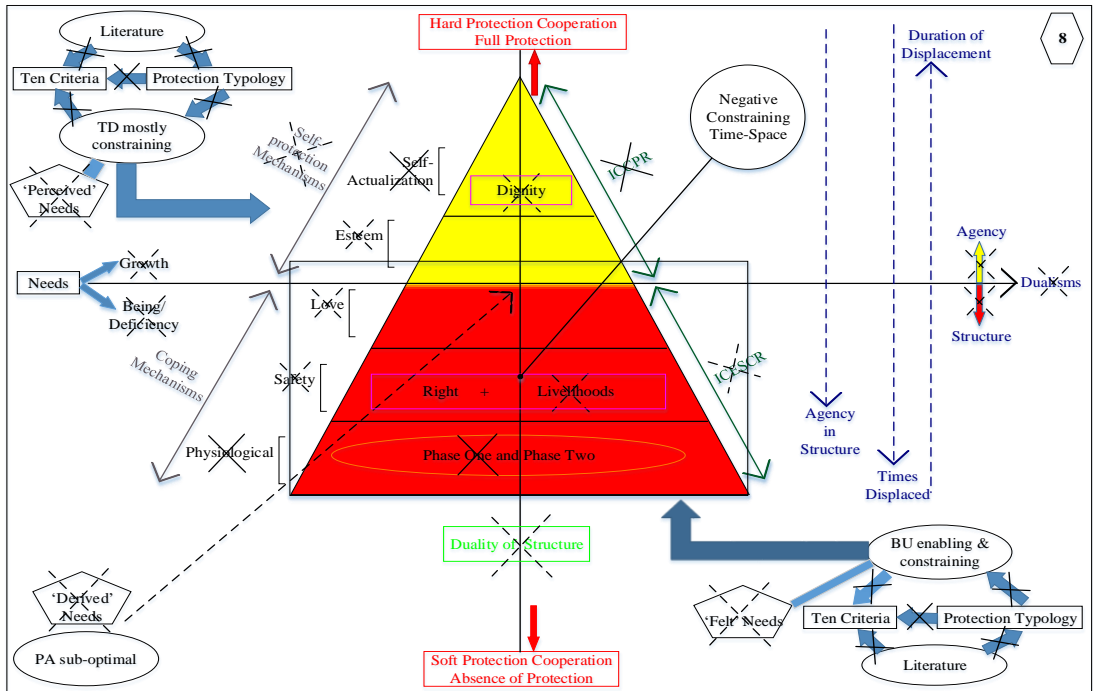 Hard Protection Cooperation
Full Protection
8
Literature
Ten Criteria
Protection Typology
TD mostly
constraining
'Perceived'
Needs
Self-
protection
Mechanisms
Self-
Actualization
Dignity
ICCPR
Negative
Constraining
Time-Space
Duration of
Displacement
Esteem
Agency
Needs
Growth
Being/
Deficiency
Dualisms
Structure
Love
Coping
Mechanisms
Safety
Right + Livelihoods
ICESCR
Agency
in
Structure
Physiological
Phase One and Phase Two
Times
Displaced
Duality of Structure
BU enabling &
constraining
'Derived'
Needs
PA sub-optimal
'Felt' Needs
Ten Criteria
Protection Typology
Literature
Soft Protection Cooperation
Absence of Protection